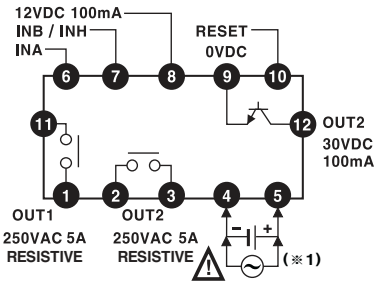 12VDC 100mA
INB / INH
INA
RESET
0VDC
6 7 8 9 10
11
12
OUT2
30VDC
100mA
1 2 3 4 5
OUT1
250VAC 5A
RESISTIVE
OUT2
250VAC 5A
RESISTIVE
- +
!
(※1)